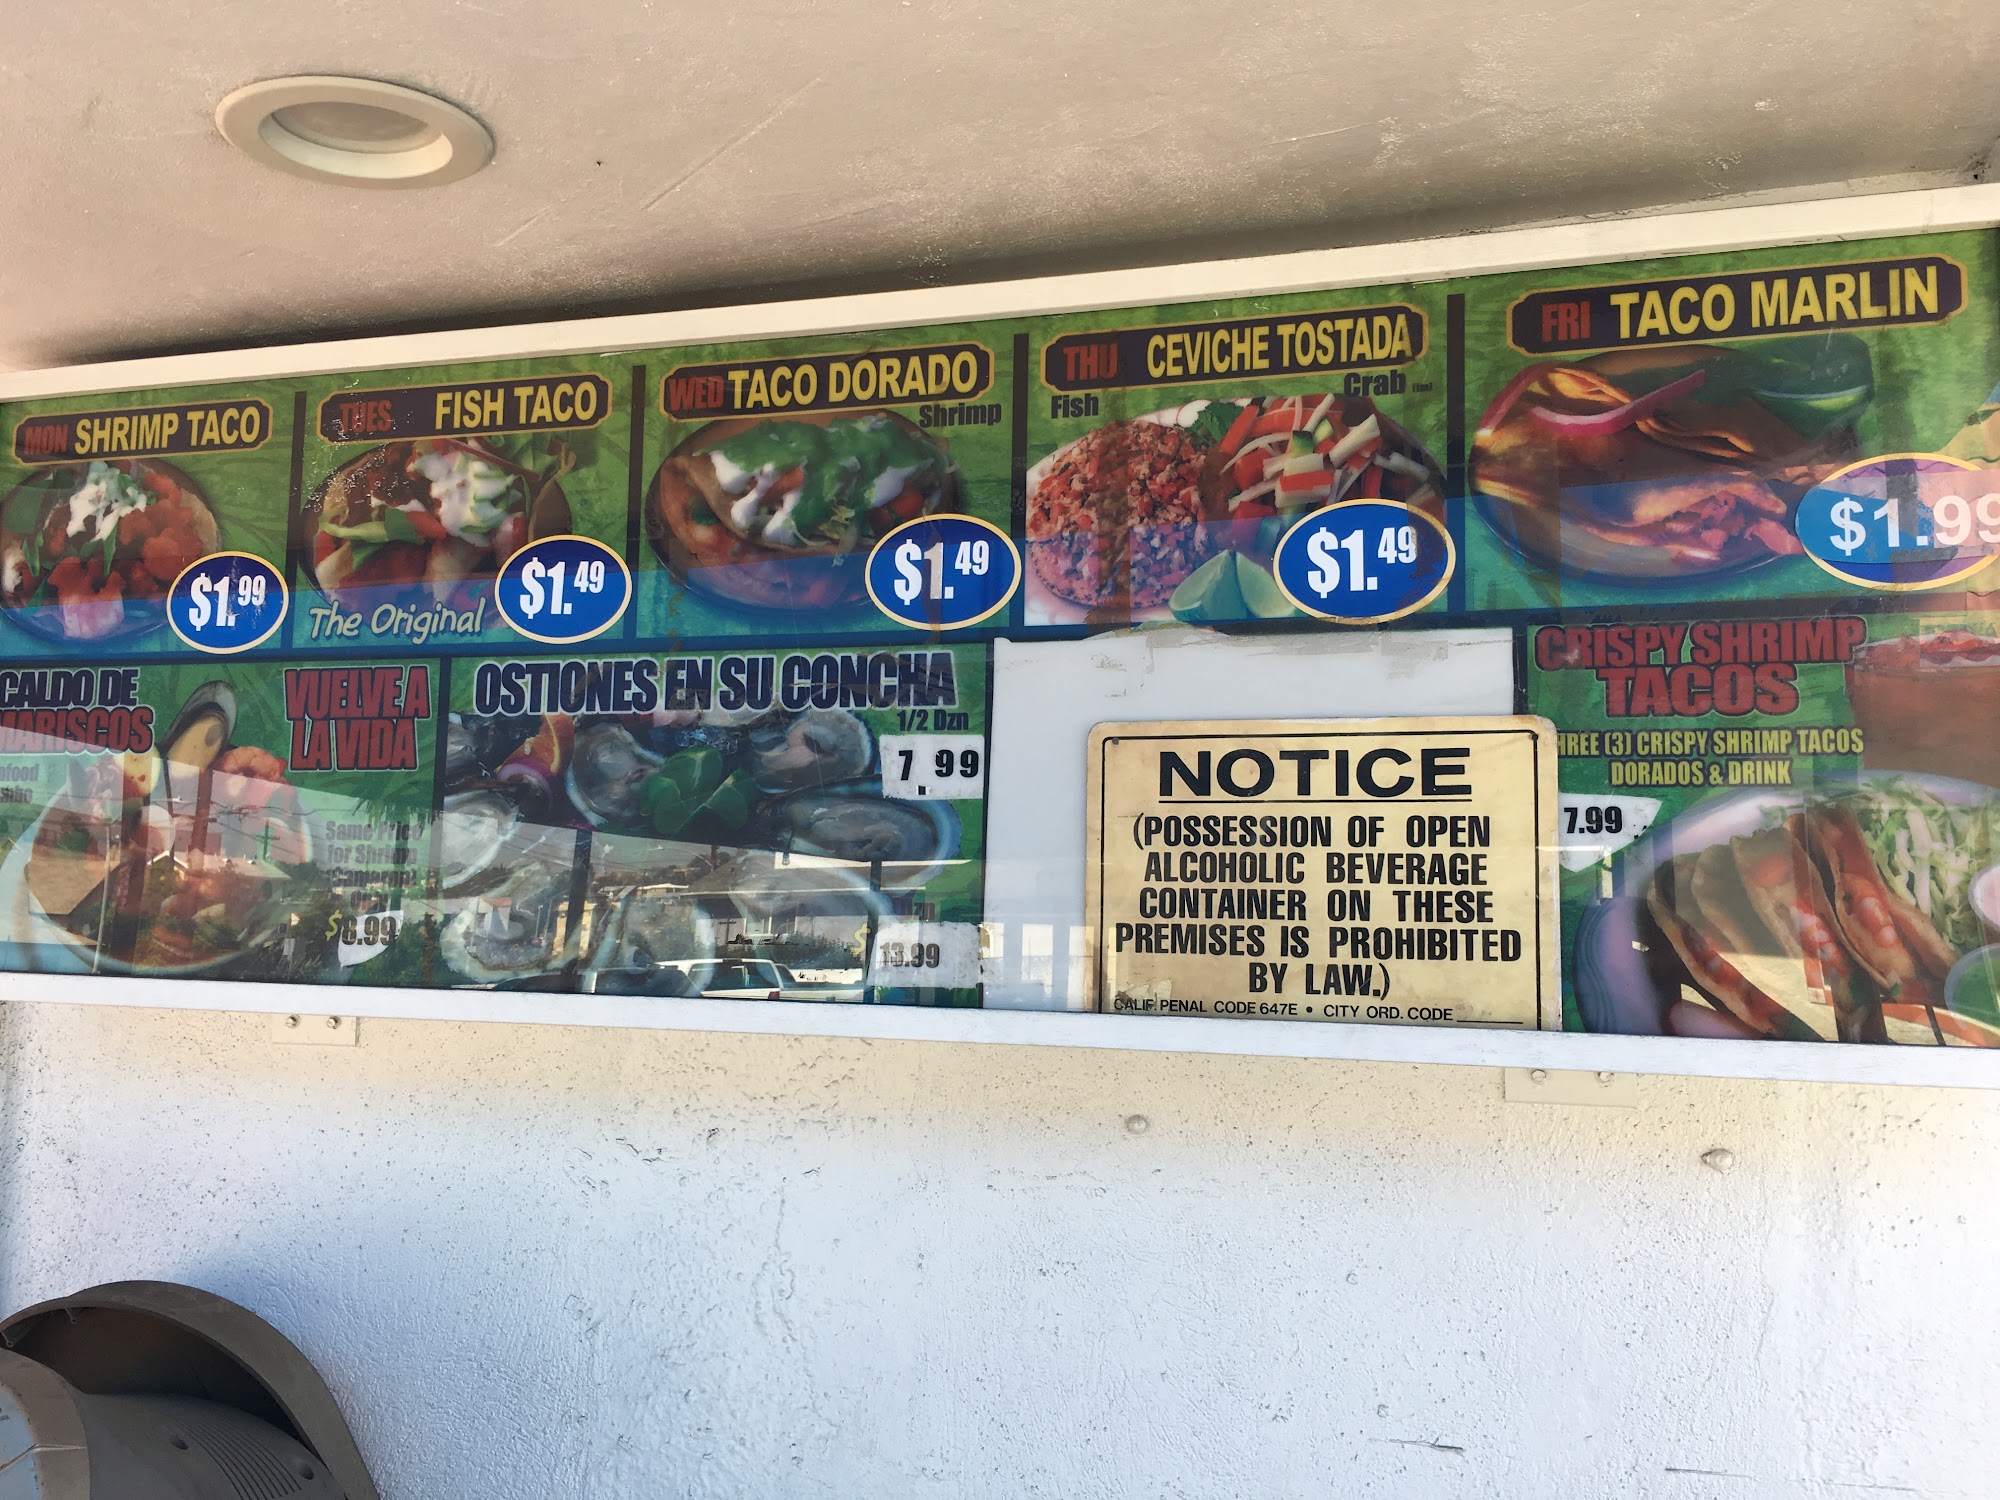 MON SHRIMP TACO
$1.99
TUES FISH TACO
The Original
$1.49
WED TACO DORADO
Shrimp
$1.49
THU CEVICHE TOSTADA
Fish
Crab
$1.49
FRI TACO MARLIN
$1.99
CALDO DE
MARISCOS
VUELVE A
LA VIDA
Same Price
for Shrimp
(Camaron)
Only
$8.99
OSTIONES EN SU CONCHA
1/2 Dzn
7.99
Dzn
$13.99
NOTICE
(POSSESSION OF OPEN
ALCOHOLIC BEVERAGE
CONTAINER ON THESE
PREMISES IS PROHIBITED
BY LAW.)
CALIF. PENAL CODE 647E • CITY ORD. CODE
CRISPY SHRIMP
TACOS
HREE (3) CRISPY SHRIMP TACOS
DORADOS & DRINK
7.99